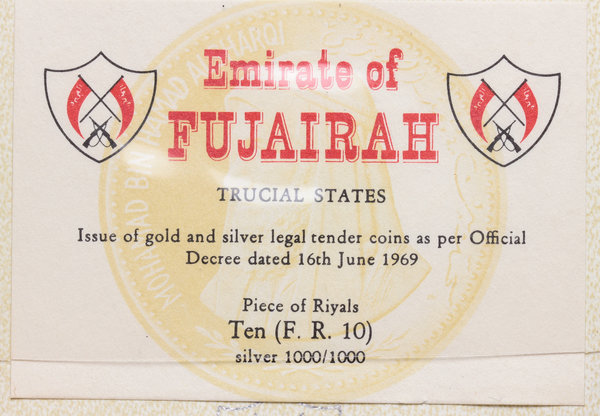 Emirate of
FUJAIRAH
TRUCIAL STATES
Issue of gold and silver legal tender coins as per Official
Decree dated 16th June 1969
Piece of Riyals
Ten (F. R. 10)
silver 1000/1000